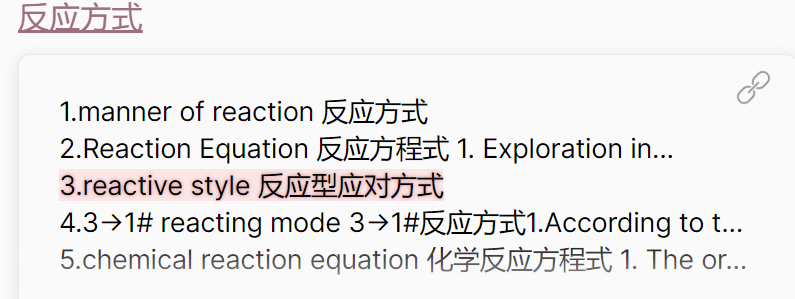 反应方式
1.manner of reaction 反应方式
2.Reaction Equation 反应方程式 1. Exploration in...
3.reactive style 反应型应对方式
4.3→1# reacting mode 3→1#反应方式1.According to t...
5.chemical reaction equation 化学反应方程式 1. The or...